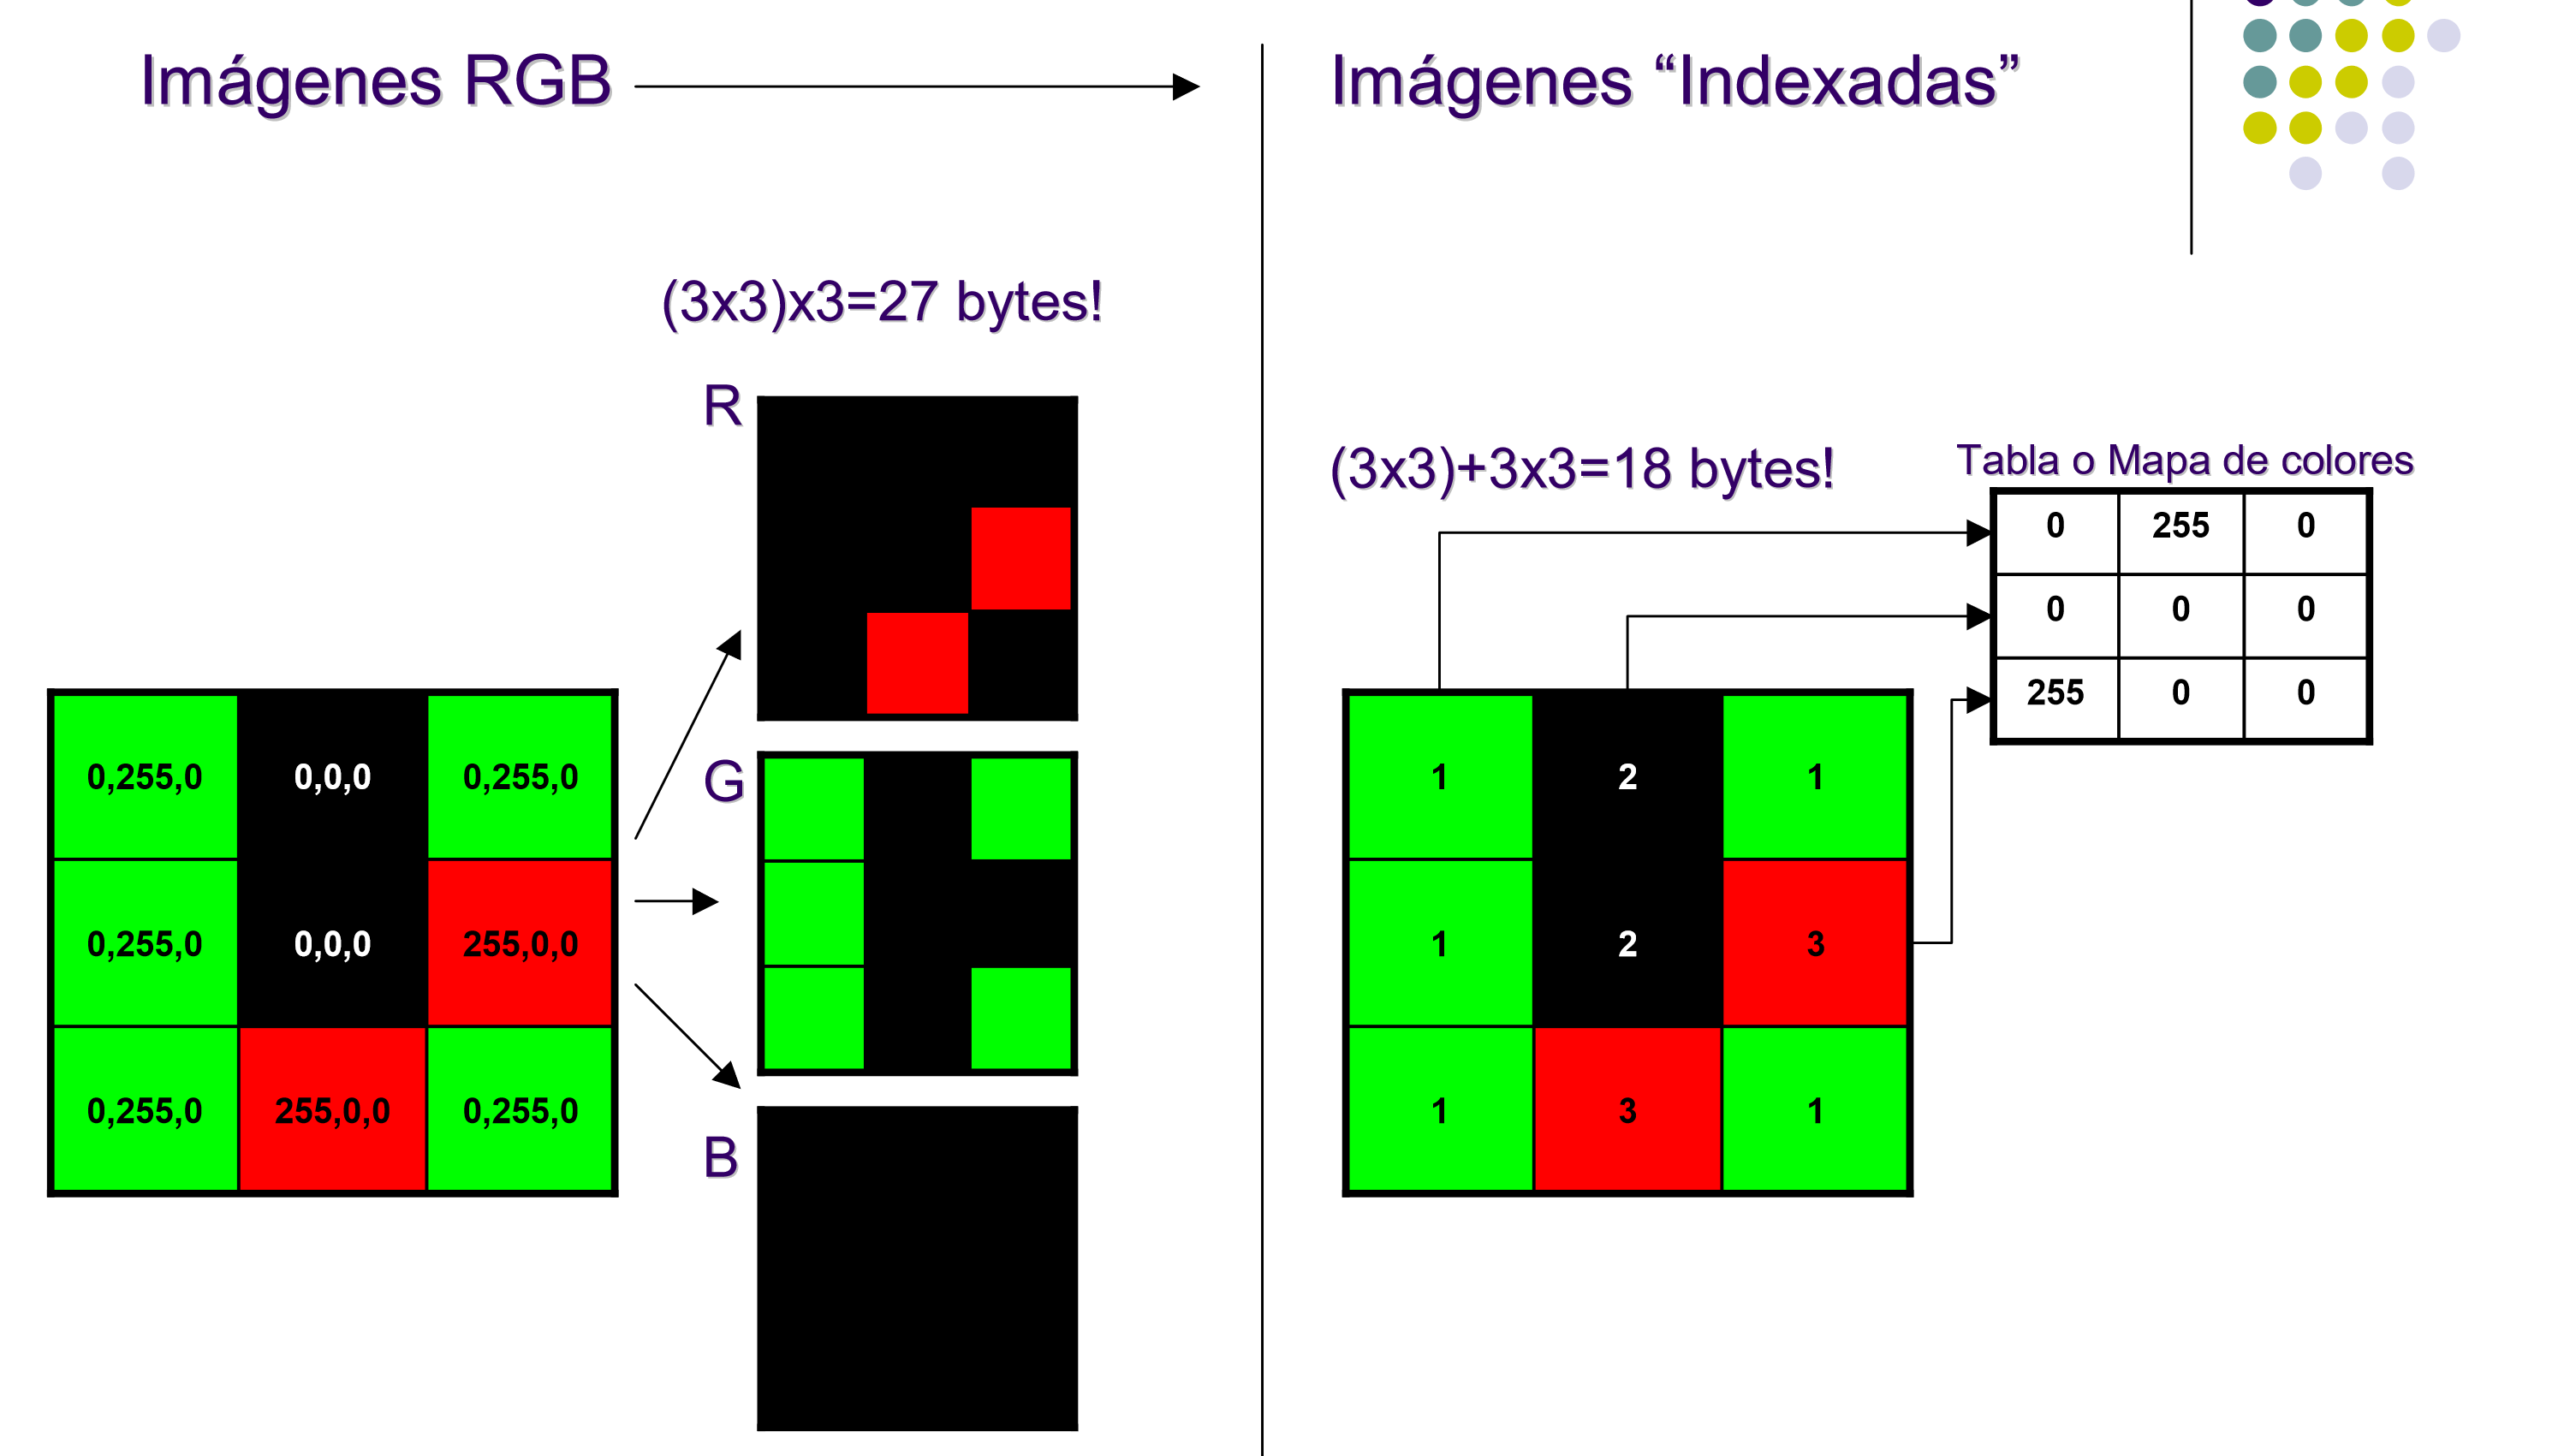 Imágenes RGB
(3x3)x3=27 bytes!
R
G
B
0,255,0 0,0,0 0,255,0
0,255,0 0,0,0 255,0,0
0,255,0 255,0,0 0,255,0
Imágenes “Indexadas”
(3x3)+3x3=18 bytes!
Tabla o Mapa de colores
0 255 0
0 0 0
255 0 0
1 2 1
1 2 3
1 3 1